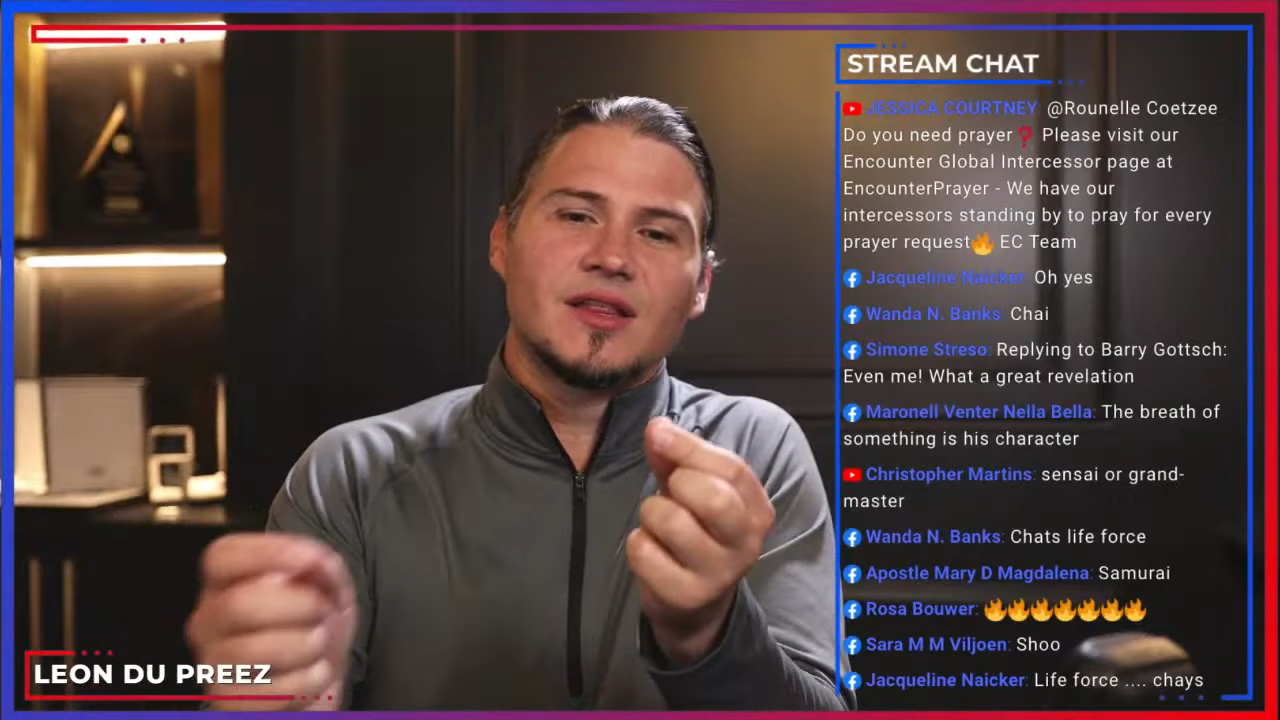 STREAM CHAT
JESSICA COURTNEY: @Rounelle Coetzee
Do you need prayer❓ Please visit our
Encounter Global Intercessor page at
EncounterPrayer - We have our
intercessors standing by to pray for every
prayer request🔥 EC Team
Jacqueline Naicker: Oh yes
Wanda N. Banks: Chai
Simone Streso: Replying to Barry Gottsch:
Even me! What a great revelation
Maronell Venter Nella Bella: The breath of
something is his character
Christopher Martins: sensai or grand-
master
Wanda N. Banks: Chats life force
Apostle Mary D Magdalena: Samurai
Rosa Bouwer: 🔥🔥🔥🔥🔥🔥🔥
Sara M M Viljoen: Shoo
Jacqueline Naicker: Life force .... chays
LEON DU PREEZ